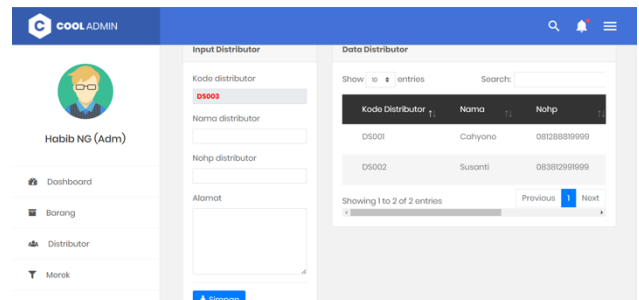 C COOL ADMIN
Habib NG (Adm)
Dashboard
Barang
Distributor
Merek
Input Distributor
Kode distributor
DS003
Nama distributor
Nohp distributor
Alamat
Simpan
Data Distributor
Show 10 entries Search:
Kode Distributor Nama Nohp
DS001 Cahyono 081288819999
DS002 Susanti 083812991999
Showing 1 to 2 of 2 entries
Previous 1 Next